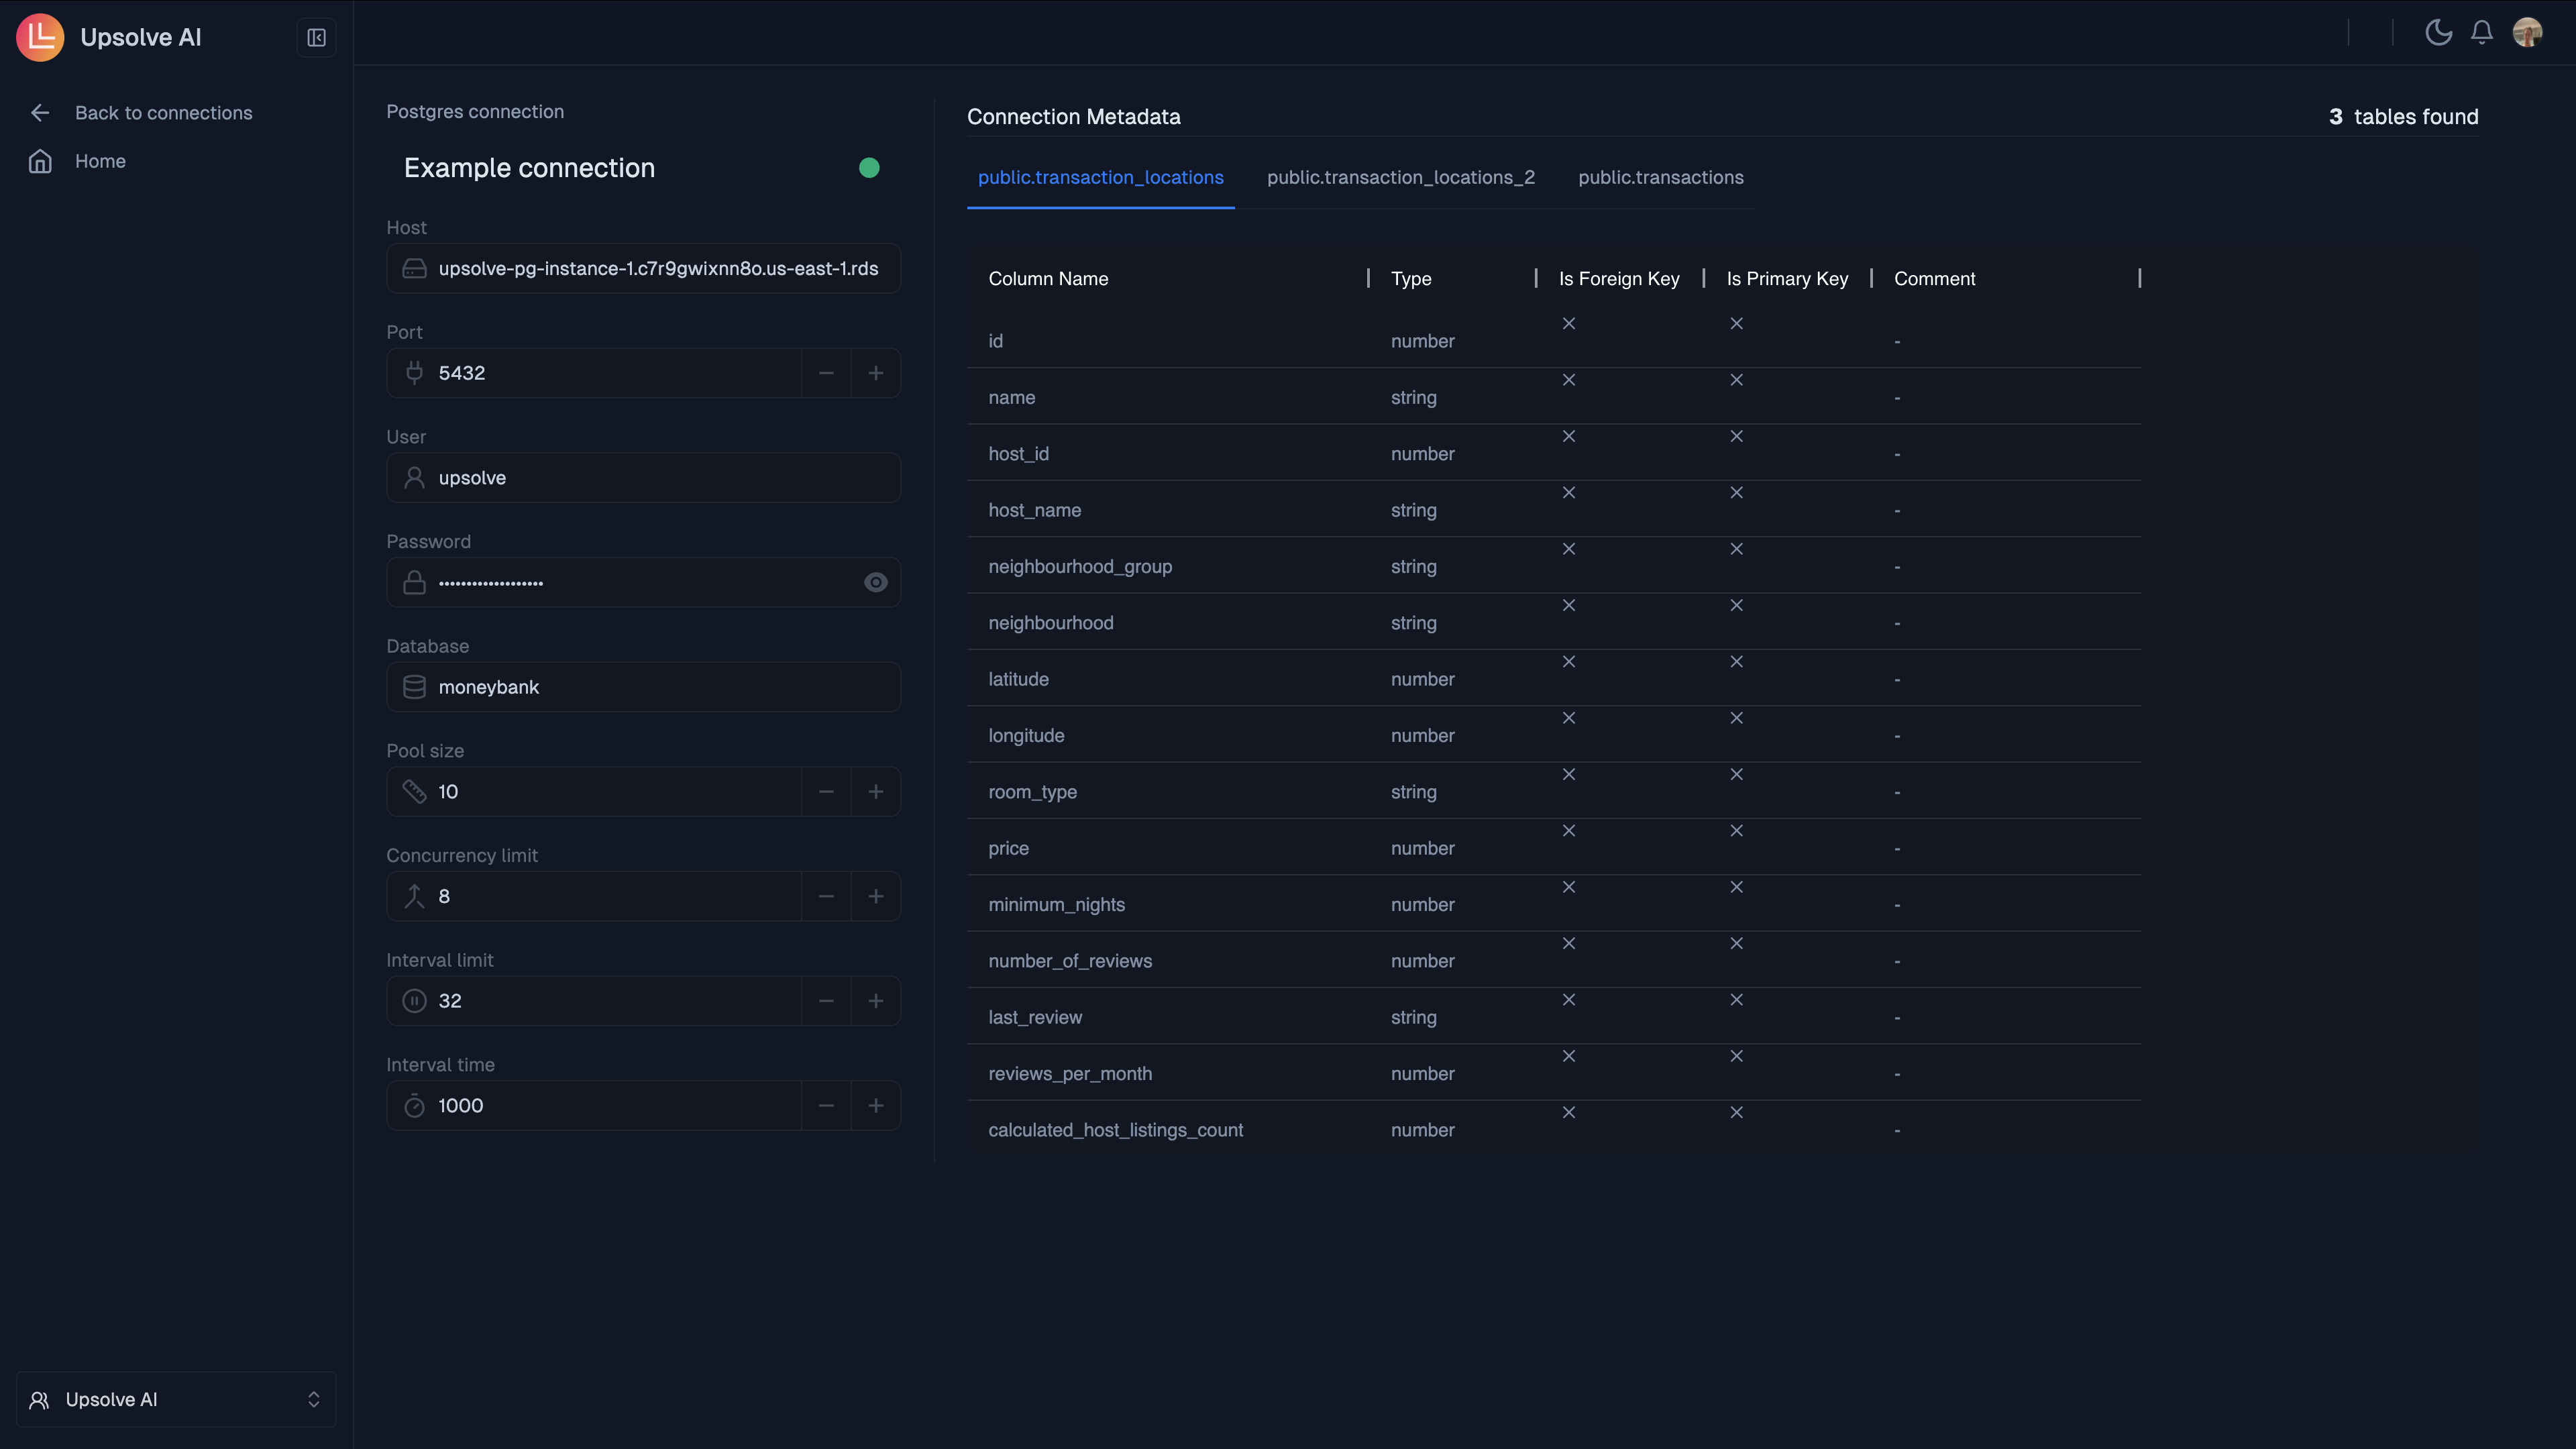 Upsolve AI
Back to connections
Home
Postgres connection
Example connection
Host
upsolve-pg-instance-1.c7r9gwixnn8o.us-east-1.rds
Port
5432
User
upsolve
Password
•••••••••••••••••••
Database
moneybank
Pool size
10
Concurrency limit
8
Interval limit
32
Interval time
1000
Connection Metadata
3 tables found
public.transaction_locations public.transaction_locations_2 public.transactions
Column Name Type Is Foreign Key Is Primary Key Comment
id number -
name string -
host_id number -
host_name string -
neighbourhood_group string -
neighbourhood string -
latitude number -
longitude number -
room_type string -
price number -
minimum_nights number -
number_of_reviews number -
last_review string -
reviews_per_month number -
calculated_host_listings_count number -
Upsolve AI